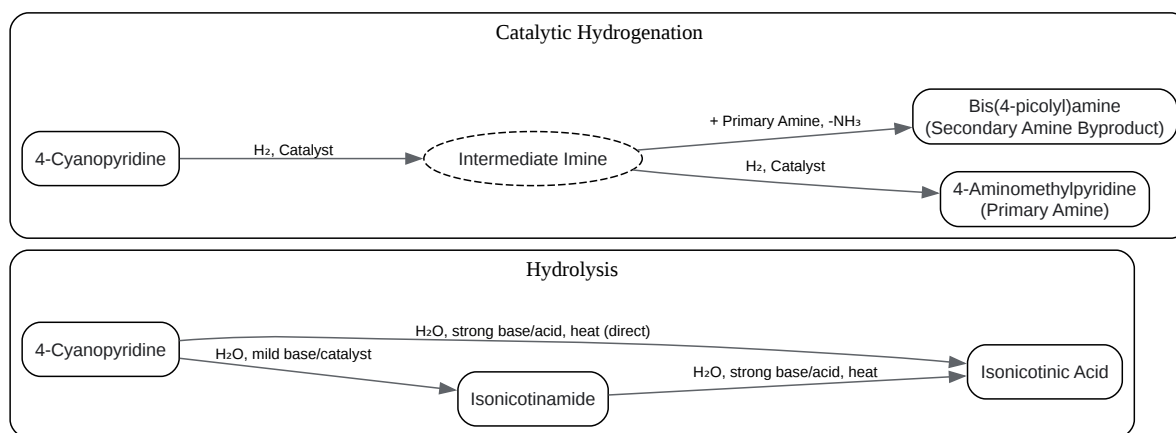 Catalytic Hydrogenation
4-Cyanopyridine
H₂, Catalyst
Intermediate Imine
+ Primary Amine, -NH₃
Bis(4-picolyl)amine
(Secondary Amine Byproduct)
H₂, Catalyst
4-Aminomethylpyridine
(Primary Amine)
Hydrolysis
4-Cyanopyridine
H₂O, strong base/acid, heat (direct)
H₂O, mild base/catalyst
Isonicotinamide
H₂O, strong base/acid, heat
Isonicotinic Acid